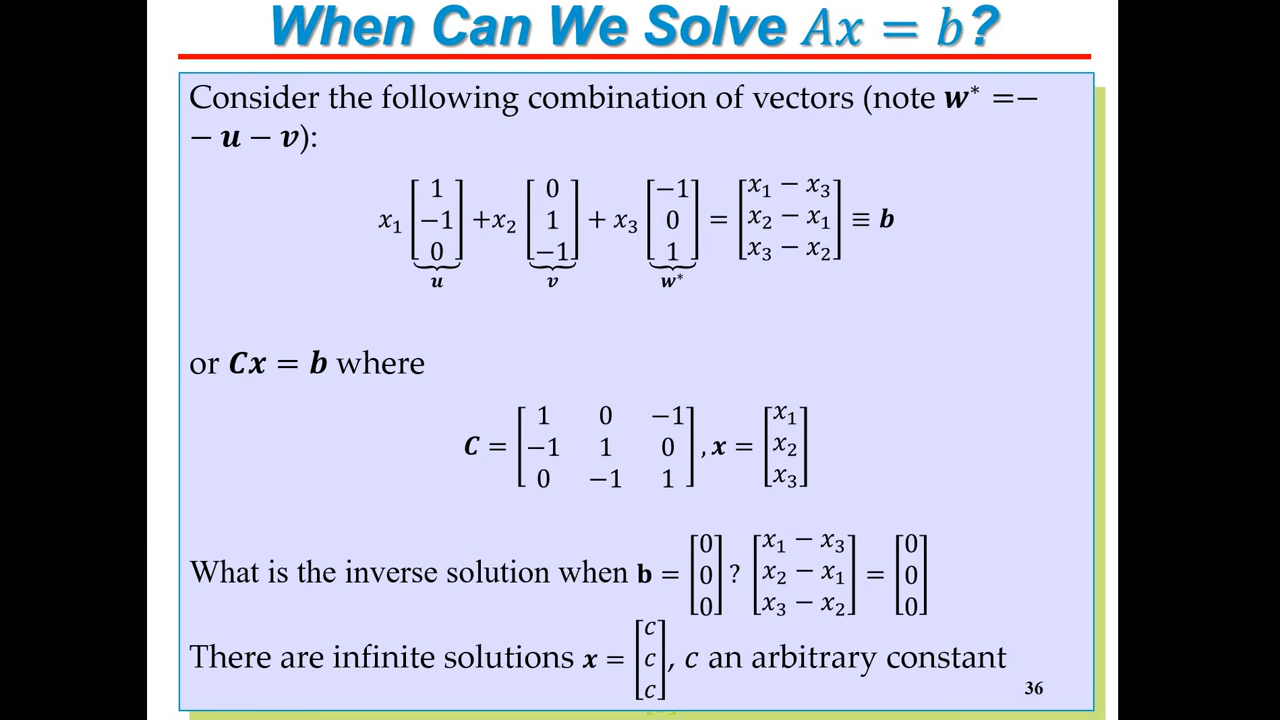 When Can We Solve 𝐴𝑥 = 𝑏?
Consider the following combination of vectors (note 𝒘* =−
− 𝒖 − 𝒗):
𝑥₁ [1 −1 0] +𝑥₂ [0 1 −1] + 𝑥₃ [−1 0 1] = [𝑥₁ − 𝑥₃ 𝑥₂ − 𝑥₁ 𝑥₃ − 𝑥₂] ≡ 𝒃
𝒖 𝒗 𝒘*
or 𝑪𝒙 = 𝒃 where
𝑪 = [1 0 −1
−1 1 0
0 −1 1] , 𝒙 = [𝑥₁ 𝑥₂ 𝑥₃]
What is the inverse solution when 𝐛 = [0 0 0] ? [𝑥₁ − 𝑥₃ 𝑥₂ − 𝑥₁ 𝑥₃ − 𝑥₂] = [0 0 0]
There are infinite solutions 𝒙 = [𝑐 𝑐 𝑐], 𝑐 an arbitrary constant
36